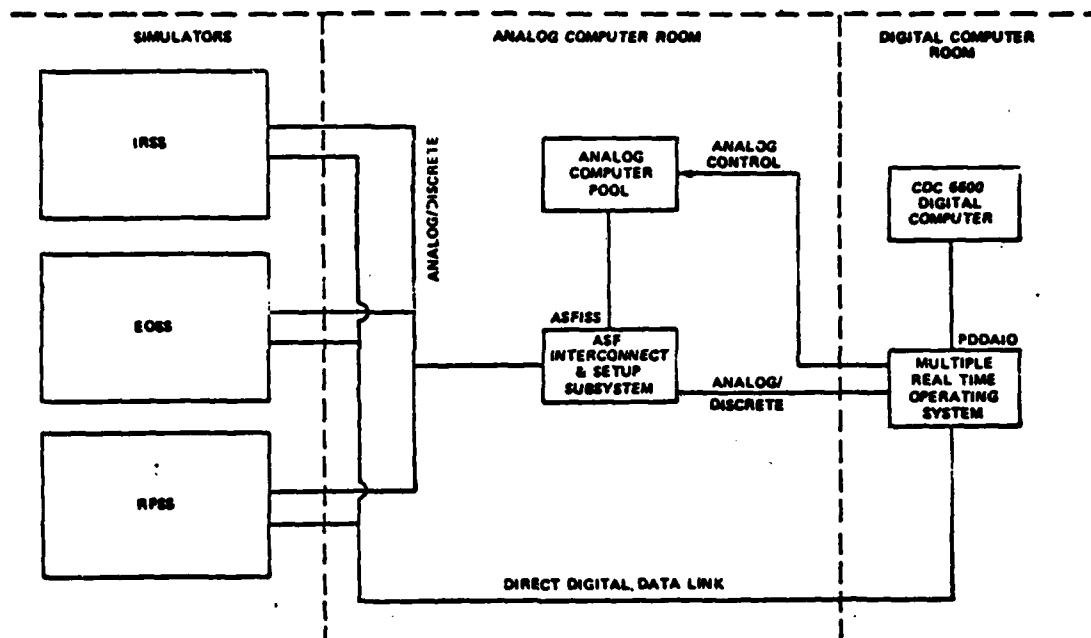 SIMULATORS
ANALOG COMPUTER ROOM
DIGITAL COMPUTER
ROOM
IRSS
ANALOG/DISCRETE
ANALOG
COMPUTER
POOL
ANALOG
CONTROL
CDC 6600
DIGITAL
COMPUTER
EOSS
ASFISS
ASF
INTERCONNECT
& SETUP
SUBSYSTEM
ANALOG/
DISCRETE
PDDAIO
MULTIPLE
REAL TIME
OPERATING
SYSTEM
RPSS
DIRECT DIGITAL, DATA LINK